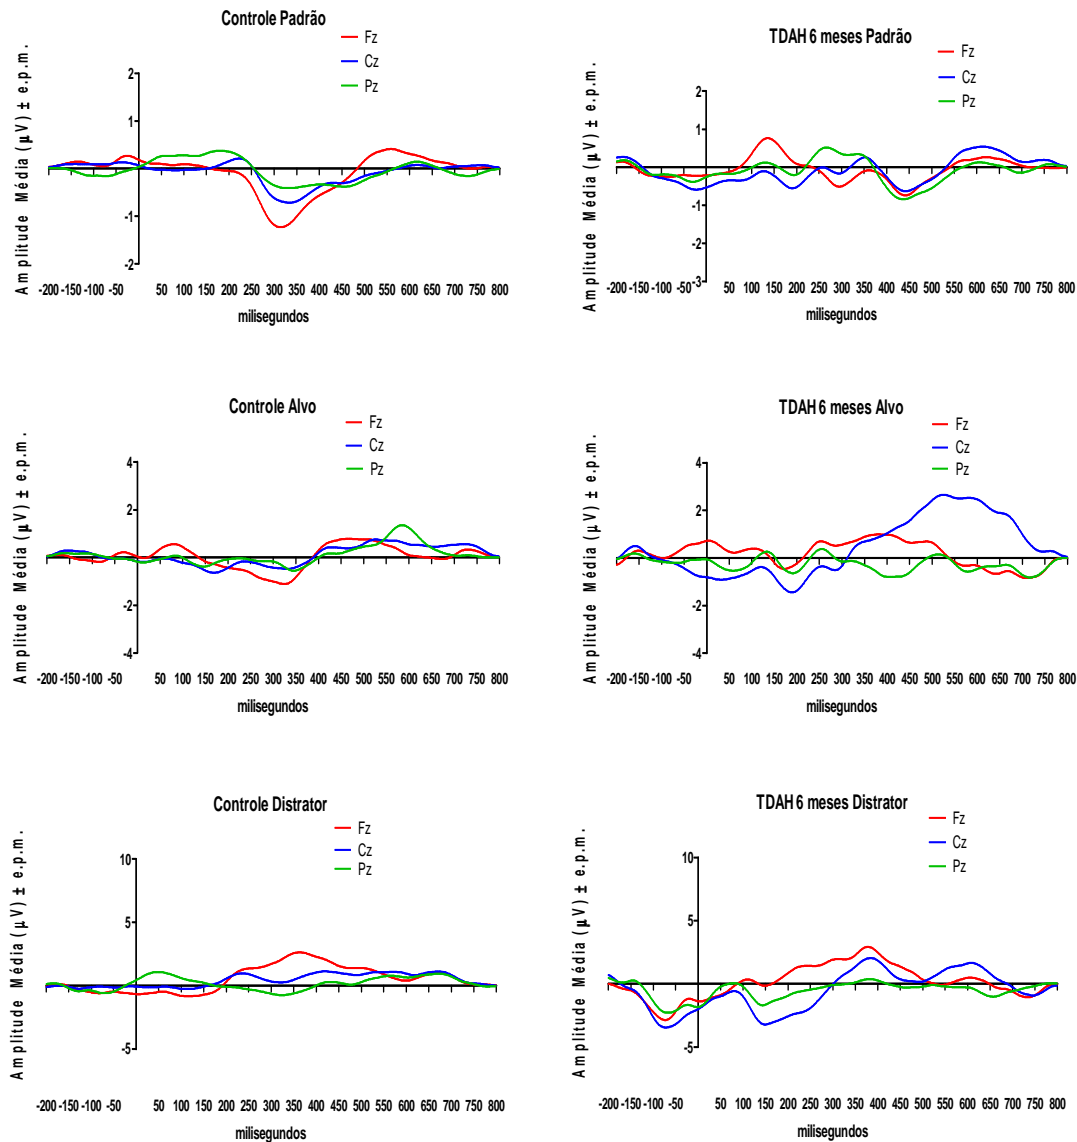 Controle Padrão
Fz
Cz
Pz
Amplitude Média (µV) ± e.p.m.
2
1
0
-1
-2
-200 -150 -100 -50 50 100 150 200 250 300 350 400 450 500 550 600 650 700 750 800
milisegundos
TDAH 6 meses Padrão
Fz
Cz
Pz
Amplitude Média (µV) ± e.p.m.
2
1
0
-1
-2
-3
-200 -150 -100 -50 50 100 150 200 250 300 350 400 450 500 550 600 650 700 750 800
milisegundos
Controle Alvo
Fz
Cz
Pz
Amplitude Média (µV) ± e.p.m.
4
2
0
-2
-4
-200 -150 -100 -50 50 100 150 200 250 300 350 400 450 500 550 600 650 700 750 800
milisegundos
TDAH 6 meses Alvo
Fz
Cz
Pz
Amplitude Média (µV) ± e.p.m.
4
2
0
-2
-4
-200 -150 -100 -50 50 100 150 200 250 300 350 400 450 500 550 600 650 700 750 800
milisegundos
Controle Distrator
Fz
Cz
Pz
Amplitude Média (µV) ± e.p.m.
10
5
0
-5
-200 -150 -100 -50 50 100 150 200 250 300 350 400 450 500 550 600 650 700 750 800
milisegundos
TDAH 6 meses Distrator
Fz
Cz
Pz
Amplitude Média (µV) ± e.p.m.
10
5
0
-5
-200 -150 -100 -50 50 100 150 200 250 300 350 400 450 500 550 600 650 700 750 800
milisegundos